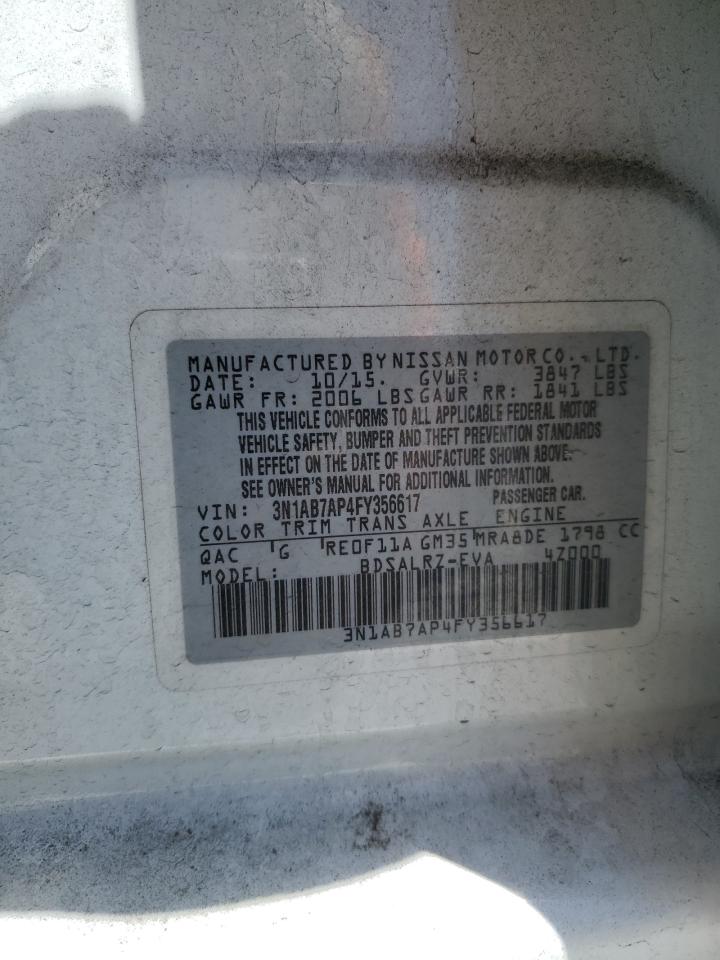 MANUFACTURED BY NISSAN MOTOR CO., LTD.
DATE: 10/15. GVWR: 3847 LBS
GAWR FR: 2006 LBS GAWR RR: 1841 LBS
THIS VEHICLE CONFORMS TO ALL APPLICABLE FEDERAL MOTOR
VEHICLE SAFETY, BUMPER AND THEFT PREVENTION STANDARDS
IN EFFECT ON THE DATE OF MANUFACTURE SHOWN ABOVE.
SEE OWNER'S MANUAL FOR ADDITIONAL INFORMATION.
VIN: 3N1AB7AP4FY356617 PASSENGER CAR.
COLOR TRIM TRANS AXLE ENGINE
QAC G RE0F11A GM35 MRA8DE 1798 CC
MODEL: BDSALRZ-EVA 4Z000
3N1AB7AP4FY356617